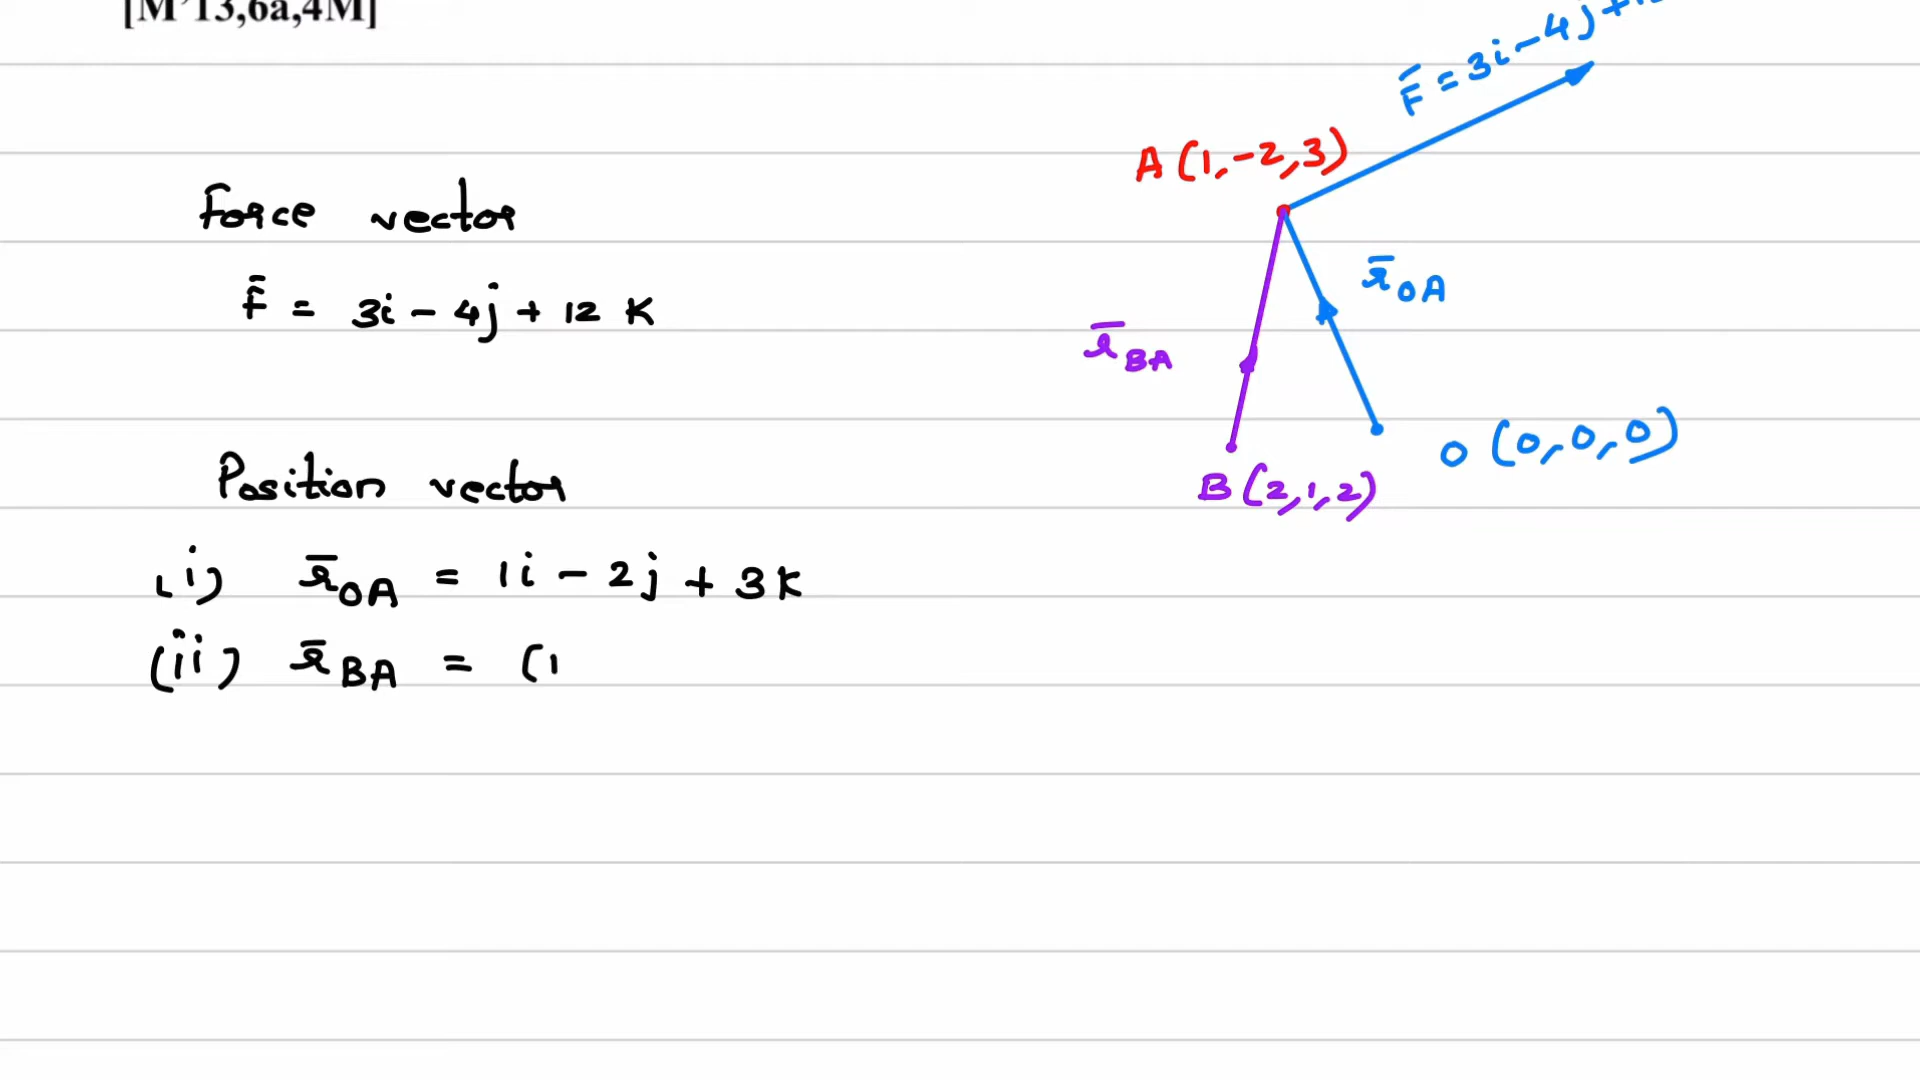 [M'13,6a,4M]
F̄ = 3i - 4j +
A (1, -2, 3)
Force vector
r̄OA
F̄ = 3i - 4j + 12 K
r̄BA
O (0, 0, 0)
Position vector
B (2, 1, 2)
(i) r̄OA = 1i - 2j + 3k
(ii) r̄BA = (1